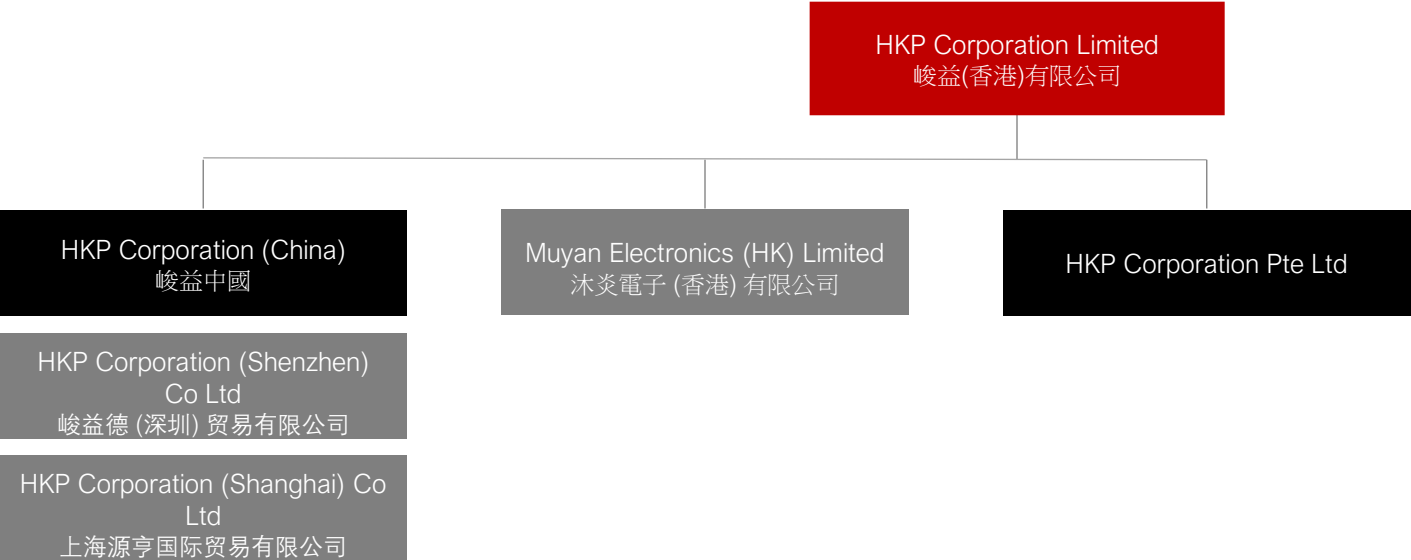 HKP Corporation Limited
峻益(香港)有限公司
HKP Corporation (China)
峻益中國
Muyan Electronics (HK) Limited
沐炎電子 (香港) 有限公司
HKP Corporation Pte Ltd
HKP Corporation (Shenzhen)
Co Ltd
峻益德 (深圳) 贸易有限公司
HKP Corporation (Shanghai) Co
Ltd
上海源亨国际贸易有限公司